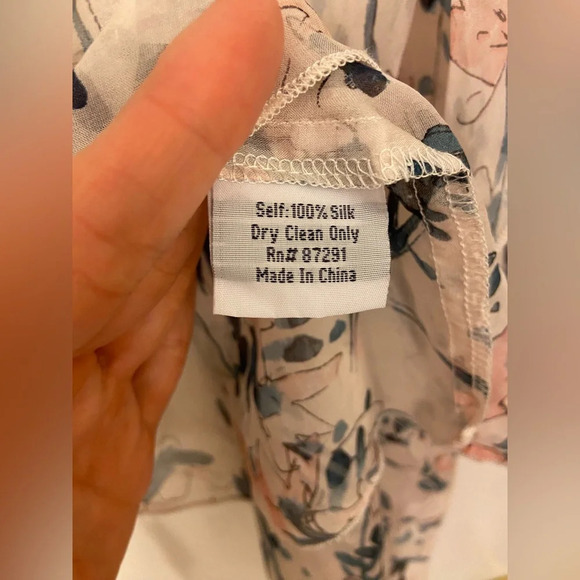 Self:100% Silk
Dry Clean Only
Rn# 87291
Made In China